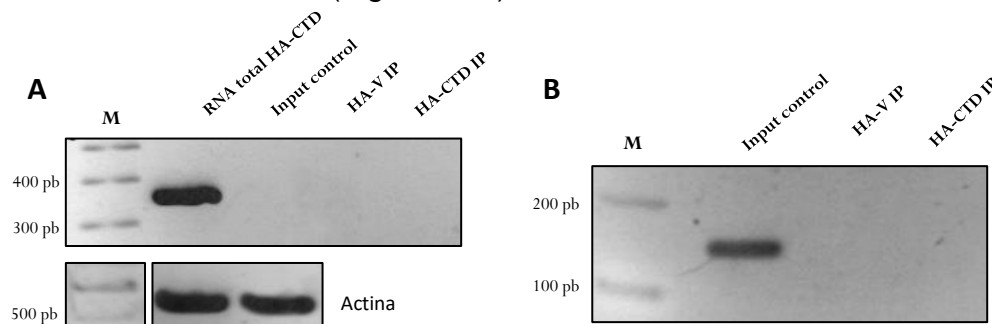 A
M
RNA total HA-CTD
Input control
HA-V IP
HA-CTD IP
400 pb
300 pb
500 pb
Actina
B
M
Input control
HA-V IP
HA-CTD IP
200 pb
100 pb